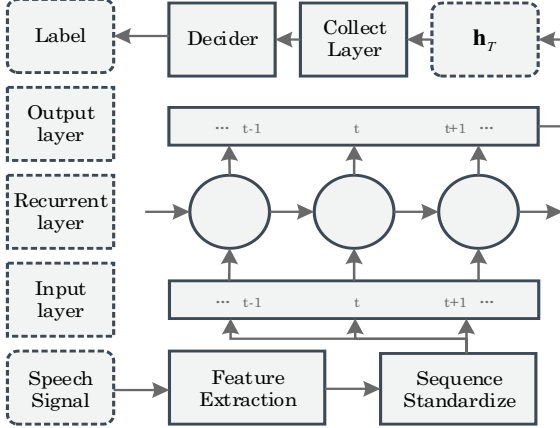 Label
Decider
Collect
Layer
h_T
Output
layer
··· t-1 t t+1 ···
Recurrent
layer
Input
layer
··· t-1 t t+1 ···
Speech
Signal
Feature
Extraction
Sequence
Standardize